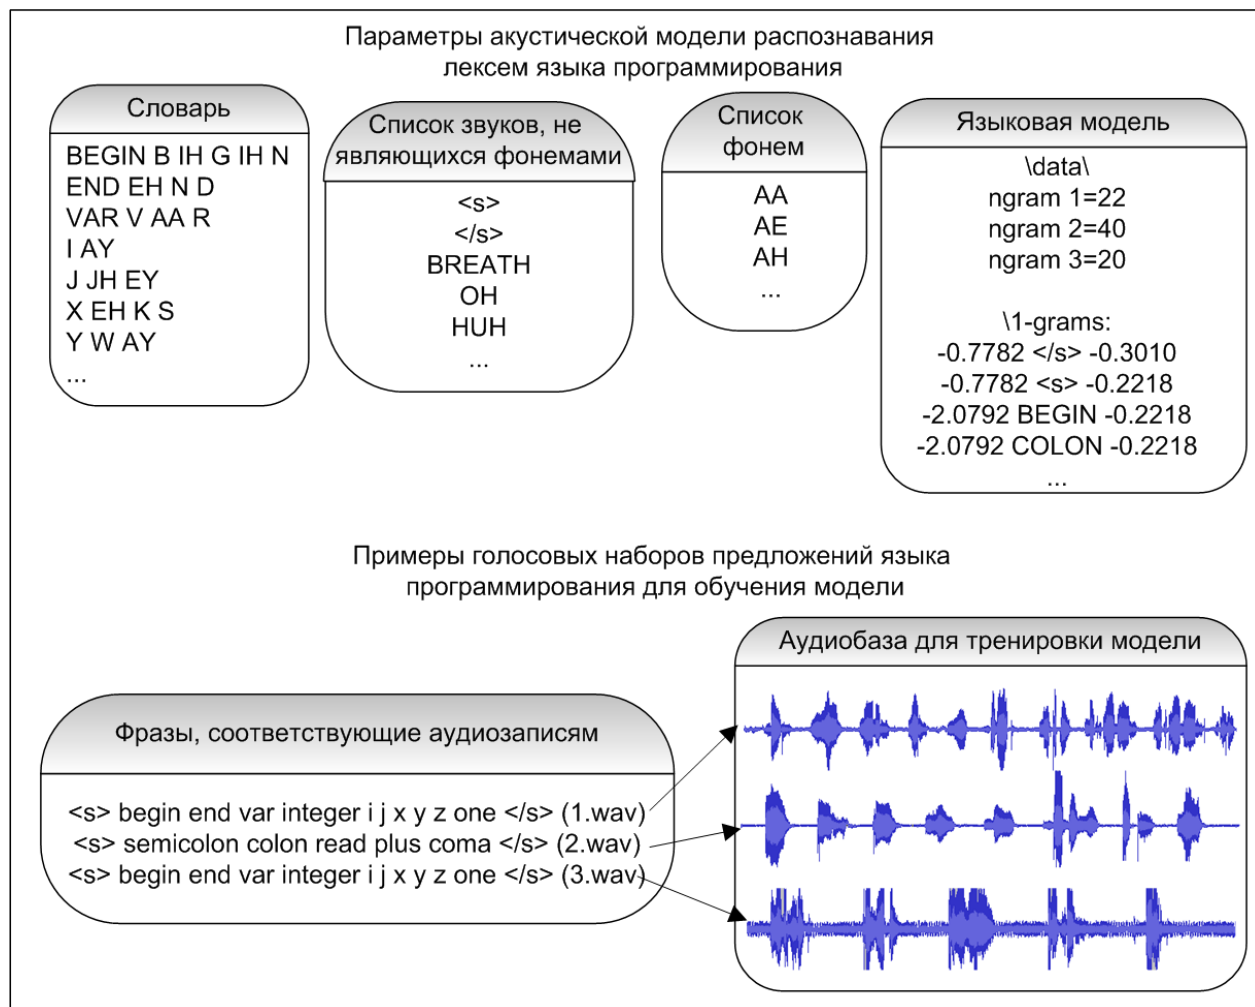 Параметры акустической модели распознавания
лексем языка программирования
Словарь
BEGIN B IH G IH N
END EH N D
VAR V AA R
I AY
J JH EY
X EH K S
Y W AY
...
Список звуков, не
являющихся фонемами
<s>
</s>
BREATH
OH
HUH
...
Список
фонем
AA
AE
AH
...
Языковая модель
\data\
ngram 1=22
ngram 2=40
ngram 3=20
\1-grams:
-0.7782 </s> -0.3010
-0.7782 <s> -0.2218
-2.0792 BEGIN -0.2218
-2.0792 COLON -0.2218
...
Примеры голосовых наборов предложений языка
программирования для обучения модели
Фразы, соответствующие аудиозаписям
<s> begin end var integer i j x y z one </s> (1.wav)
<s> semicolon colon read plus coma </s> (2.wav)
<s> begin end var integer i j x y z one </s> (3.wav)
Аудиобаза для тренировки модели